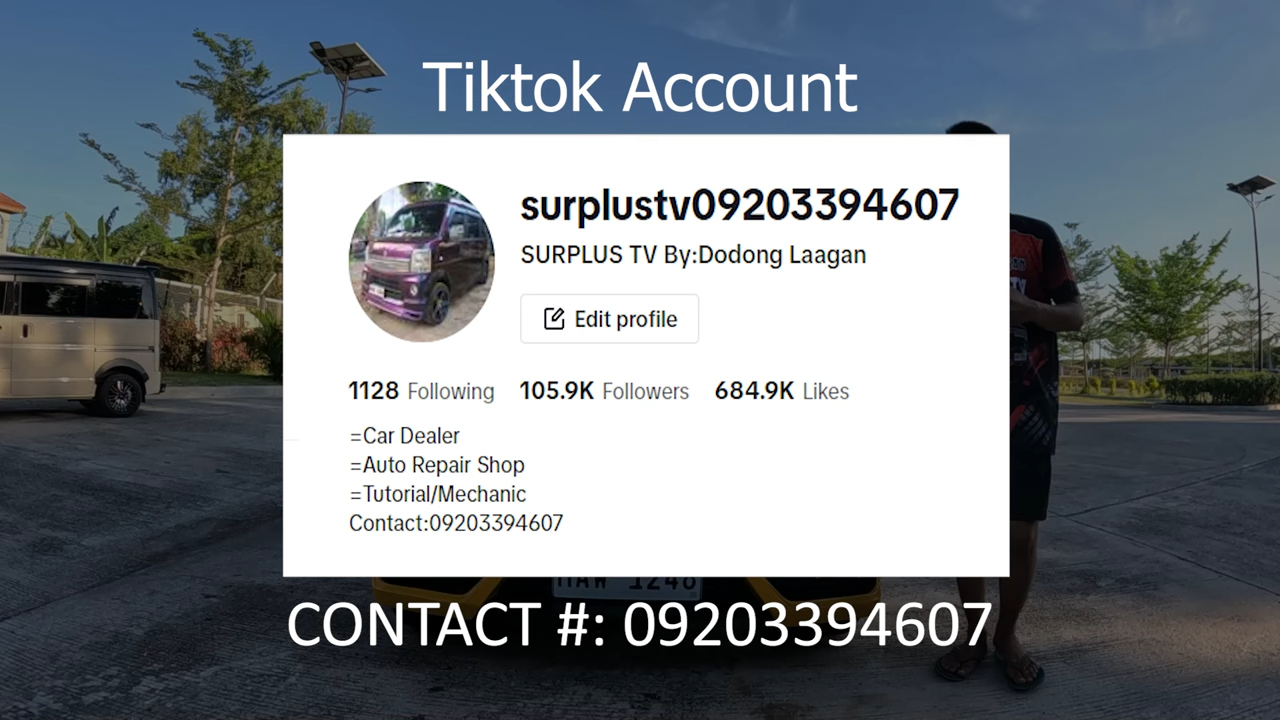 Tiktok Account
surplustv09203394607
SURPLUS TV By:Dodong Laagan
Edit profile
1128 Following 105.9K Followers 684.9K Likes
=Car Dealer
=Auto Repair Shop
=Tutorial/Mechanic
Contact:09203394607
1248
CONTACT #: 09203394607